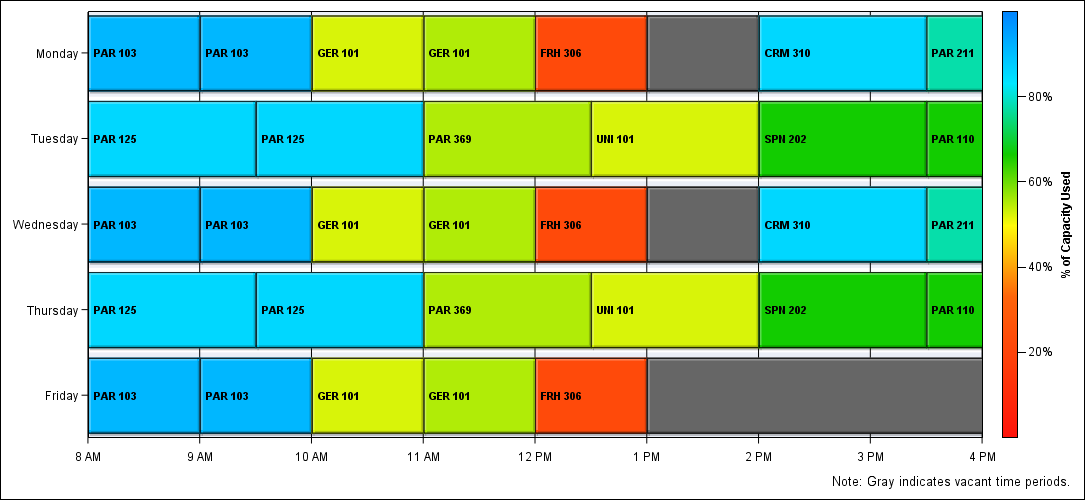 Monday PAR 103 PAR 103 GER 101 GER 101 FRH 306 CRM 310 PAR 211
Tuesday PAR 125 PAR 125 PAR 369 UNI 101 SPN 202 PAR 110
Wednesday PAR 103 PAR 103 GER 101 GER 101 FRH 306 CRM 310 PAR 211
Thursday PAR 125 PAR 125 PAR 369 UNI 101 SPN 202 PAR 110
Friday PAR 103 PAR 103 GER 101 GER 101 FRH 306
8 AM 9 AM 10 AM 11 AM 12 PM 1 PM 2 PM 3 PM 4 PM
80%
60%
40%
20%
% of Capacity Used
Note: Gray indicates vacant time periods.